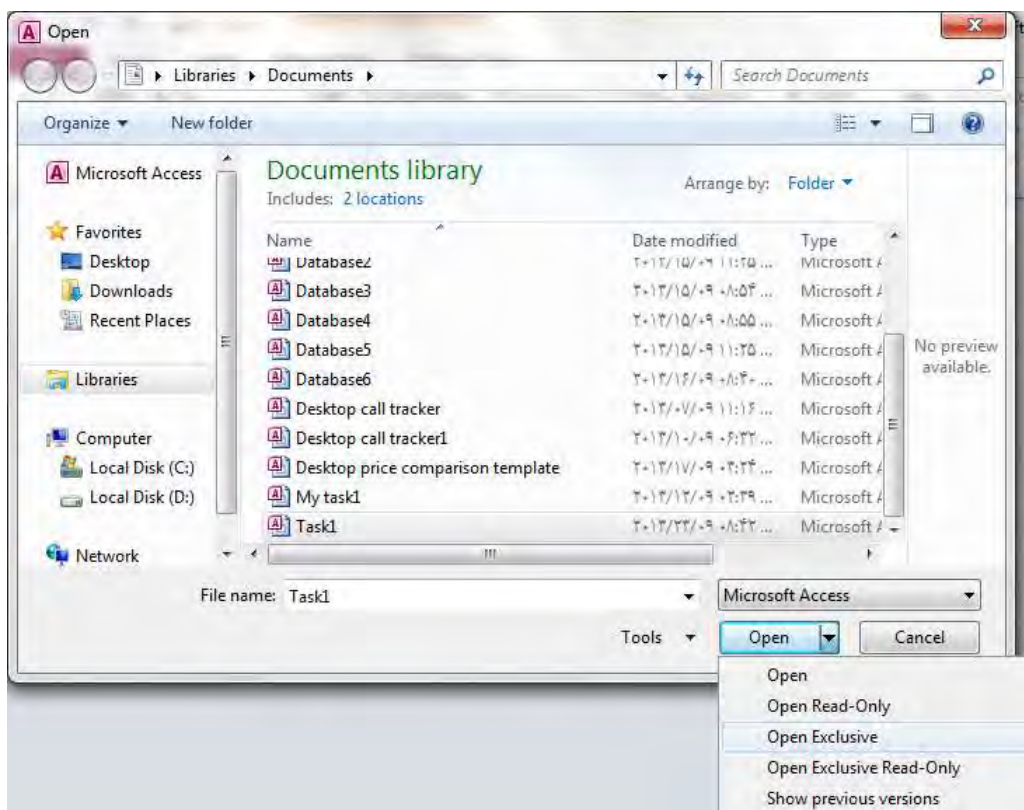 Open
Libraries Documents
Search Documents
Organize New folder
Microsoft Access
Favorites
Desktop
Downloads
Recent Places
Libraries
Computer
Local Disk (C:)
Local Disk (D:)
Network
Documents library
Includes: 2 locations
Arrange by: Folder
Name Date modified Type
Database2 Microsoft
Database3 Microsoft
Database4 Microsoft
Database5 Microsoft
Database6 Microsoft
Desktop call tracker Microsoft
Desktop call tracker1 Microsoft
Desktop price comparison template Microsoft
My task1 Microsoft
Task1 Microsoft
No preview
available.
File name: Task1 Microsoft Access
Tools Open Cancel
Open
Open Read-Only
Open Exclusive
Open Exclusive Read-Only
Show previous versions